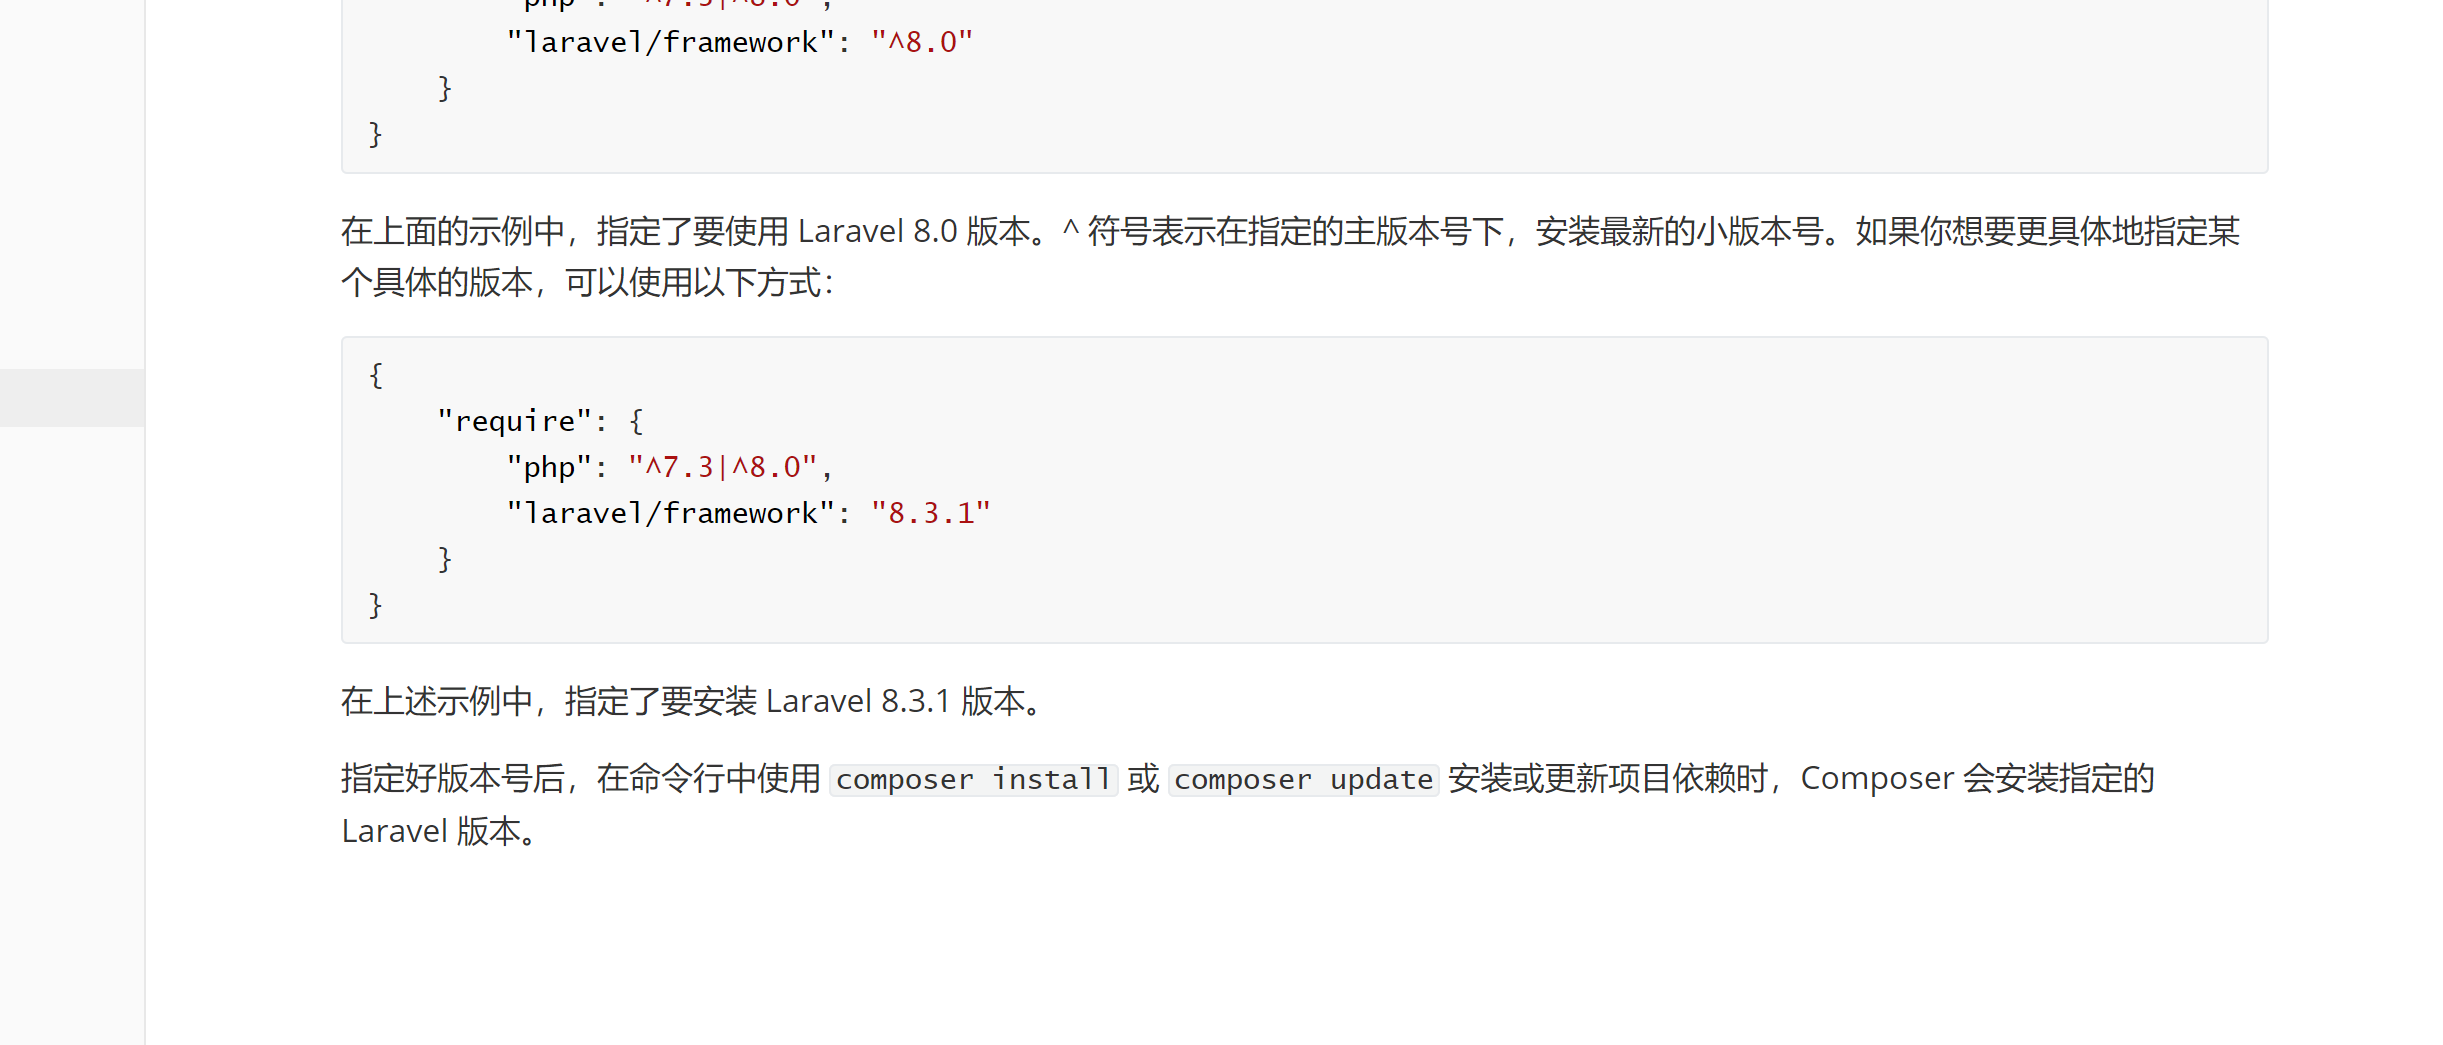 "php": "^7.3|^8.0",
"laravel/framework": "^8.0"
}
}
在上面的示例中，指定了要使用 Laravel 8.0 版本。^ 符号表示在指定的主版本号下，安装最新的小版本号。如果你想要更具体地指定某
个具体的版本，可以使用以下方式：
{
"require": {
"php": "^7.3|^8.0",
"laravel/framework": "8.3.1"
}
}
在上述示例中，指定了要安装 Laravel 8.3.1 版本。
指定好版本号后，在命令行中使用 composer install 或 composer update 安装或更新项目依赖时，Composer 会安装指定的
Laravel 版本。